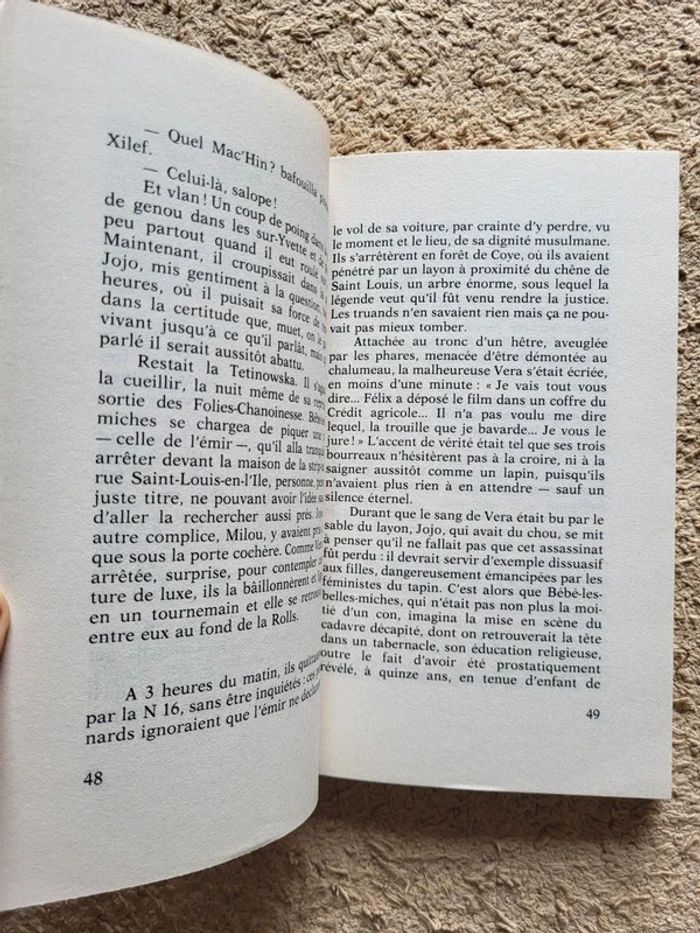 — Quel Mac'Hin? bafouilla
Xilef.
— Celui-là, salope!
Et vlan! Un coup de poing dans
de genou dans les sur-Yvette et de
peu partout quand il eut roulé
Maintenant, il croupissait dans la
Jojo, mis gentiment à la question,
heures, où il puisait sa force de
dans la certitude que, muet, on le
vivant jusqu'à ce qu'il parlât, mais
parlé il serait aussitôt abattu.
Restait la Tetinowska. Il
la cueillir, la nuit même de sa
sortie des Folies-Chanoinesse.
miches se chargea de piquer une
— celle de l'émir —, qu'il alla
arrêter devant la maison de la
rue Saint-Louis-en-l'Ile, personne,
juste titre, ne pouvant avoir l'idée
d'aller la rechercher aussi près.
autre complice, Milou, y avaient
que sous la porte cochère. Comme
arrêtée, surprise, pour contempler
ture de luxe, ils la bâillonnèrent et
en un tournemain et elle se
entre eux au fond de la Rolls.
A 3 heures du matin, ils
par la N 16, sans être inquiétés :
nards ignoraient que l'émir ne
48
le vol de sa voiture, par crainte d'y perdre, vu
le moment et le lieu, de sa dignité musulmane.
Ils s'arrêtèrent en forêt de Coye, où ils avaient
pénétré par un layon à proximité du chêne de
Saint Louis, un arbre énorme, sous lequel la
légende veut qu'il fût venu rendre la justice.
Les truands n'en savaient rien mais ça ne pou-
vait pas mieux tomber.
Attachée au tronc d'un hêtre, aveuglée
par les phares, menacée d'être démontée au
chalumeau, la malheureuse Vera s'était écriée,
en moins d'une minute : « Je vais tout vous
dire... Félix a déposé le film dans un coffre du
Crédit agricole... Il n'a pas voulu me dire
lequel, la trouille que je bavarde... Je vous le
jure! » L'accent de vérité était tel que ses trois
bourreaux n'hésitèrent pas à la croire, ni à la
saigner aussitôt comme un lapin, puisqu'ils
n'avaient plus rien à en attendre — sauf un
silence éternel.
Durant que le sang de Vera était bu par le
sable du layon, Jojo, qui avait du chou, se mit
à penser qu'il ne fallait pas que cet assassinat
fût perdu : il devrait servir d'exemple dissuasif
aux filles, dangereusement émancipées par les
féministes du tapin. C'est alors que Bébé-les-
belles-miches, qui n'était pas non plus la moi-
tié d'un con, imagina la mise en scène du
cadavre décapité, dont on retrouverait la tête
dans un tabernacle, son éducation religieuse,
outre le fait d'avoir été prostatiquement
révélé, à quinze ans, en tenue d'enfant de
49